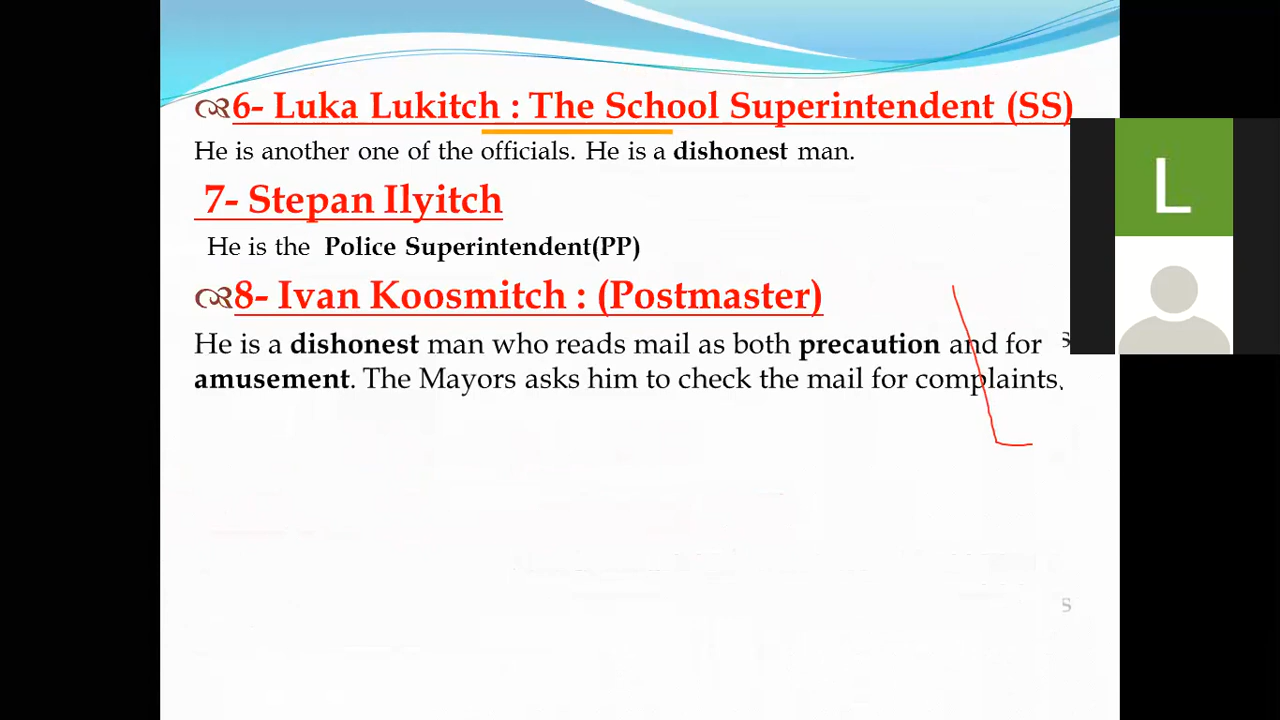 6- Luka Lukitch : The School Superintendent (SS)
He is another one of the officials. He is a dishonest man.
7- Stepan Ilyitch
He is the Police Superintendent(PP)
8- Ivan Koosmitch : (Postmaster)
He is a dishonest man who reads mail as both precaution and for
amusement. The Mayors asks him to check the mail for complaints.
L
s
s